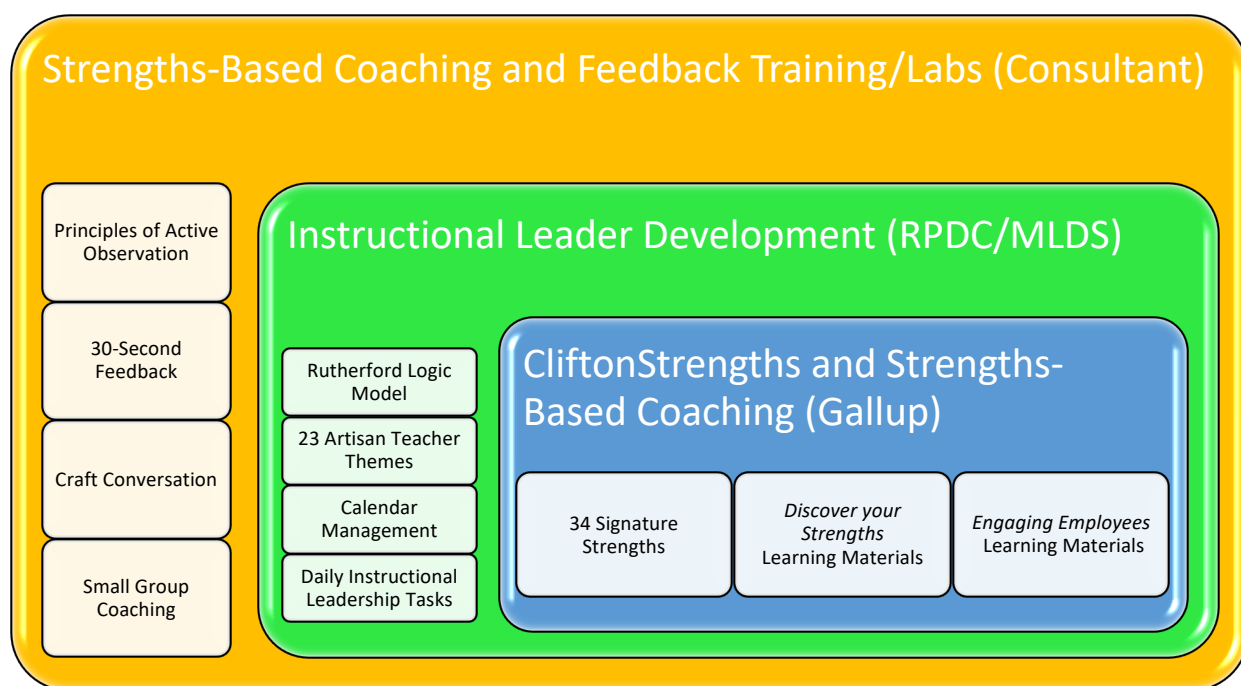 Strengths-Based Coaching and Feedback Training/Labs (Consultant)
Principles of Active
Observation
30-Second
Feedback
Craft Conversation
Small Group
Coaching
Instructional Leader Development (RPDC/MLDS)
Rutherford Logic
Model
23 Artisan Teacher
Themes
Calendar
Management
Daily Instructional
Leadership Tasks
CliftonStrengths and Strengths-
Based Coaching (Gallup)
34 Signature
Strengths
Discover your
Strengths
Learning Materials
Engaging Employees
Learning Materials